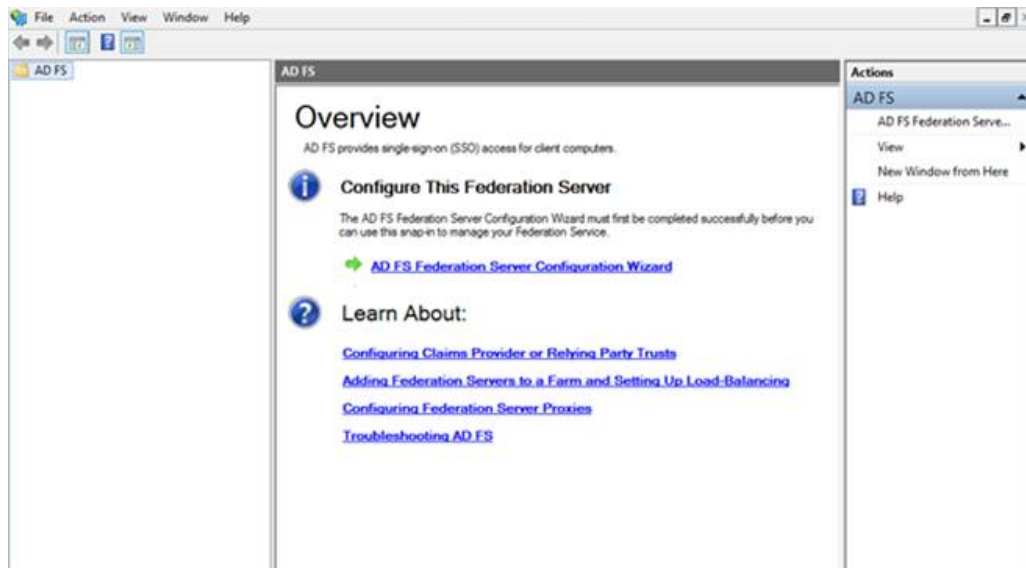 File Action View Window Help
AD FS
AD FS
Overview
AD FS provides single-sign-on (SSO) access for client computers.
Configure This Federation Server
The AD FS Federation Server Configuration Wizard must first be completed successfully before you
can use this snap-in to manage your Federation Service.
AD FS Federation Server Configuration Wizard
Learn About:
Configuring Claims Provider or Relying Party Trusts
Adding Federation Servers to a Farm and Setting Up Load-Balancing
Configuring Federation Server Proxies
Troubleshooting AD FS
Actions
AD FS
AD FS Federation Serve...
View
New Window from Here
Help